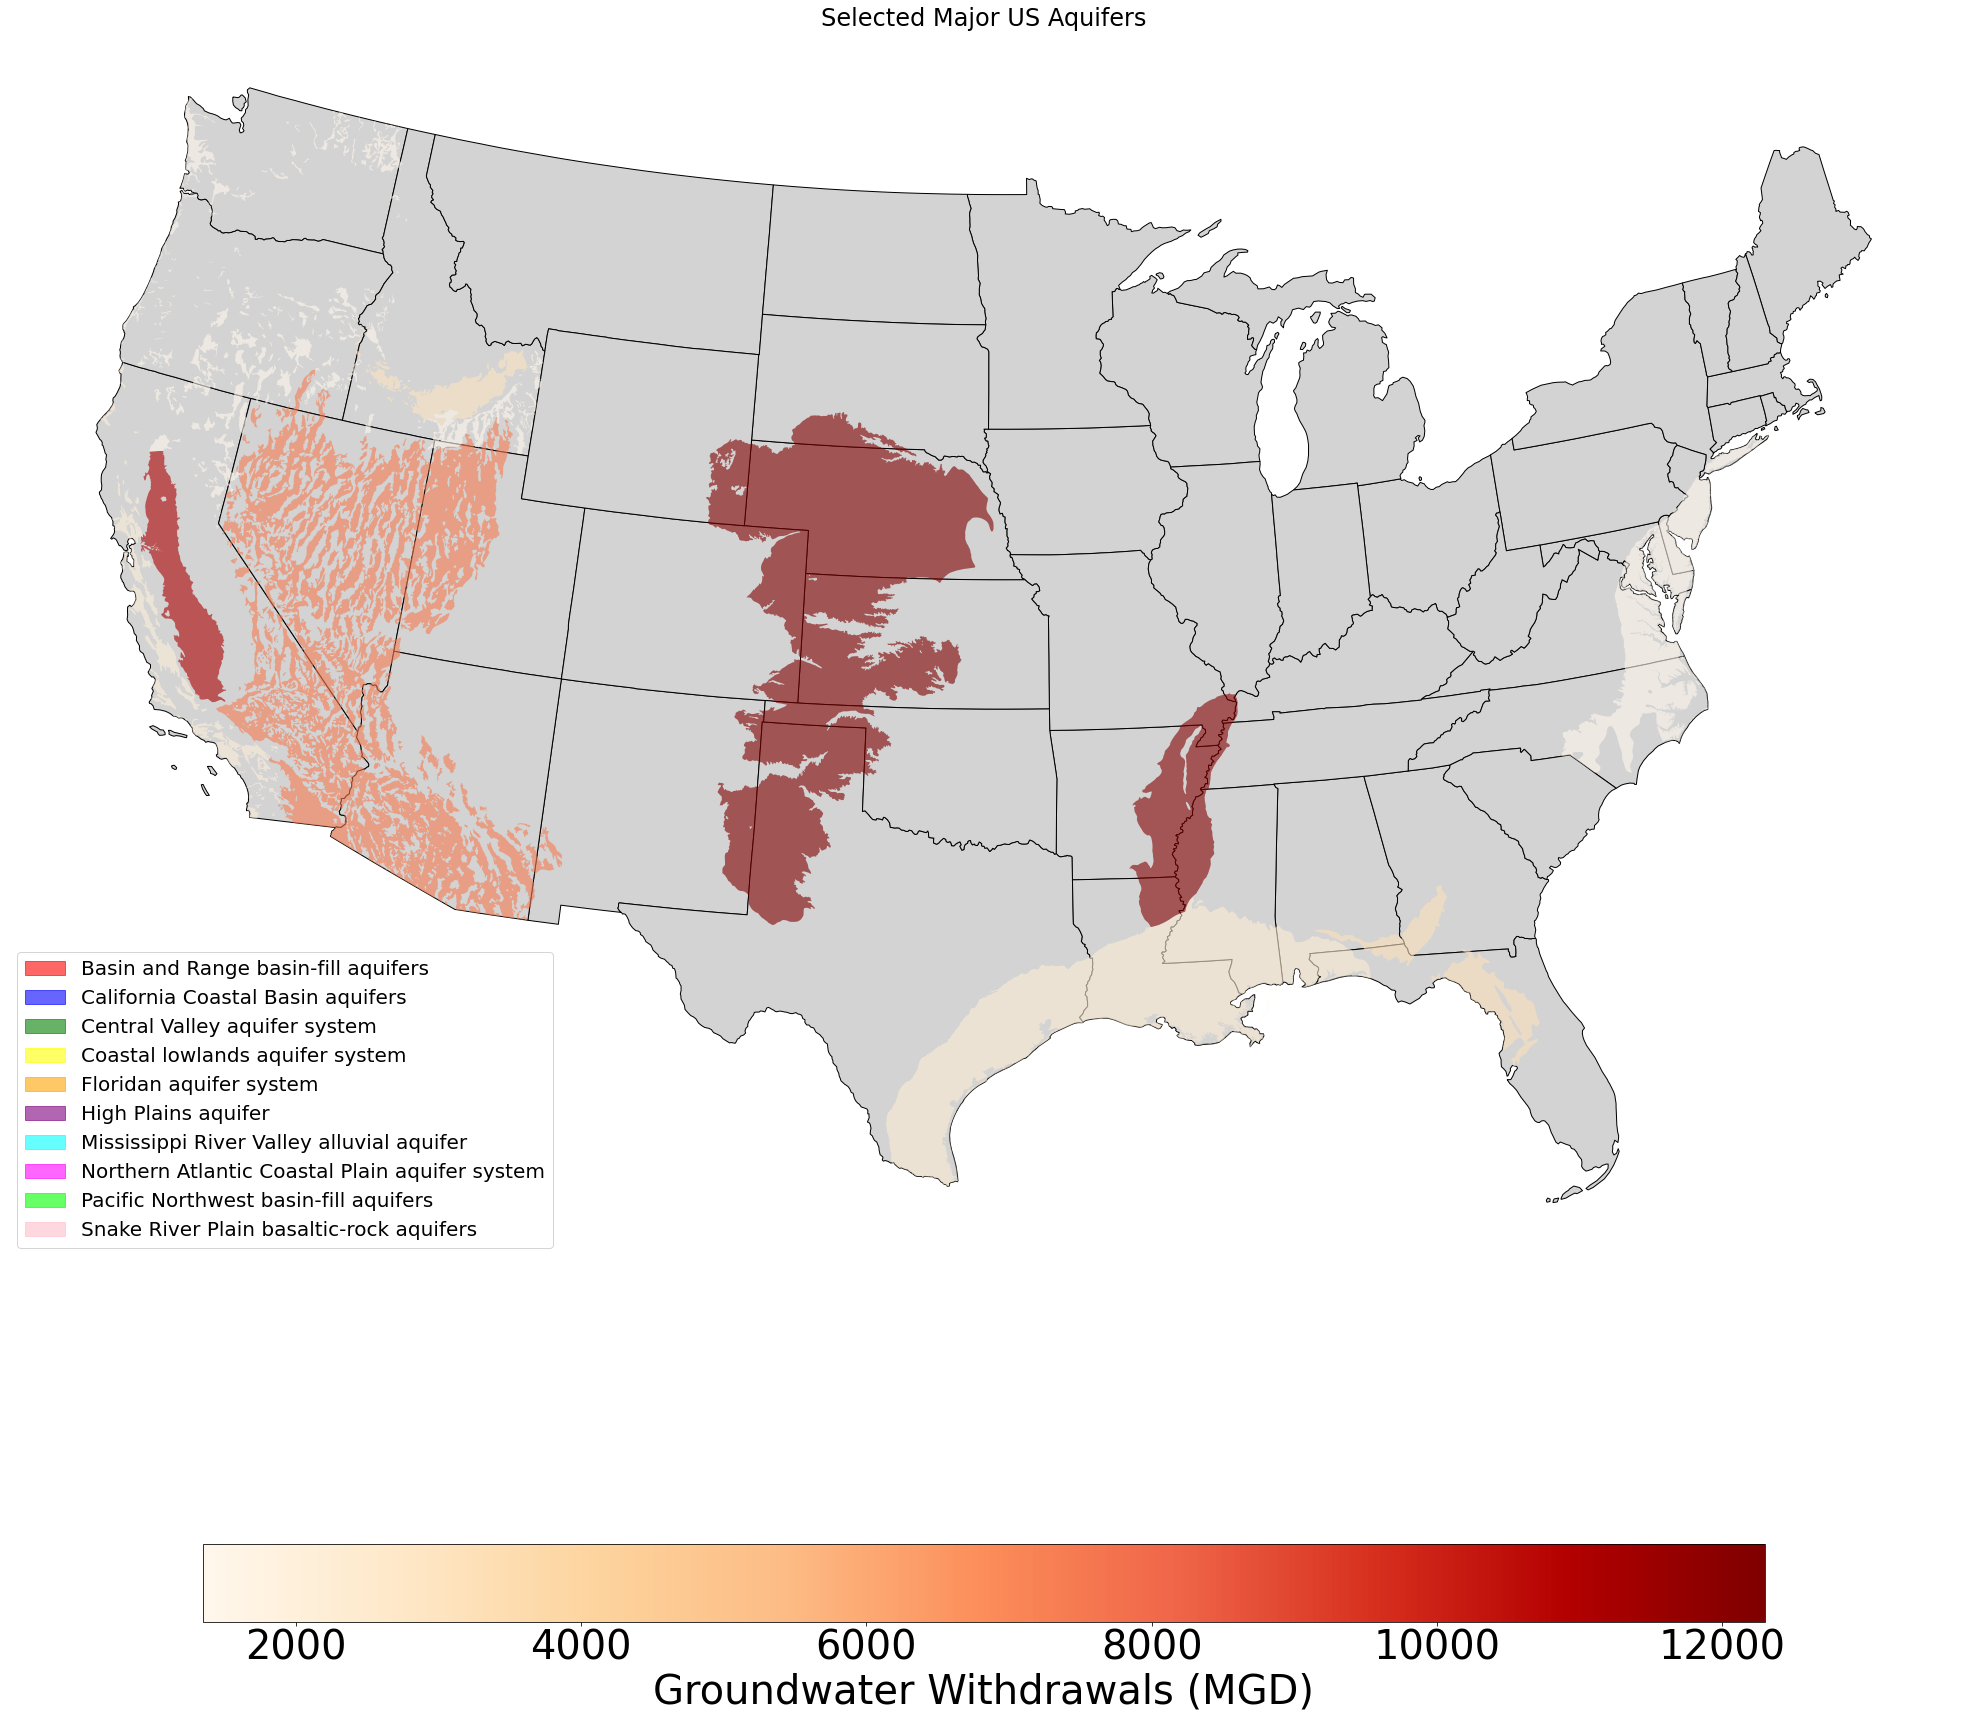 Selected Major US Aquifers
Basin and Range basin-fill aquifers
California Coastal Basin aquifers
Central Valley aquifer system
Coastal lowlands aquifer system
Floridan aquifer system
High Plains aquifer
Mississippi River Valley alluvial aquifer
Northern Atlantic Coastal Plain aquifer system
Pacific Northwest basin-fill aquifers
Snake River Plain basaltic-rock aquifers
2000 4000 6000 8000 10000 12000
Groundwater Withdrawals (MGD)